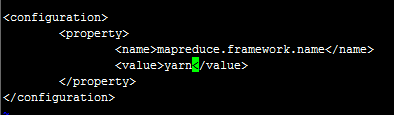 <configuration>
        <property>
                <name>mapreduce.framework.name</name>
                <value>yarn</value>
        </property>
</configuration>